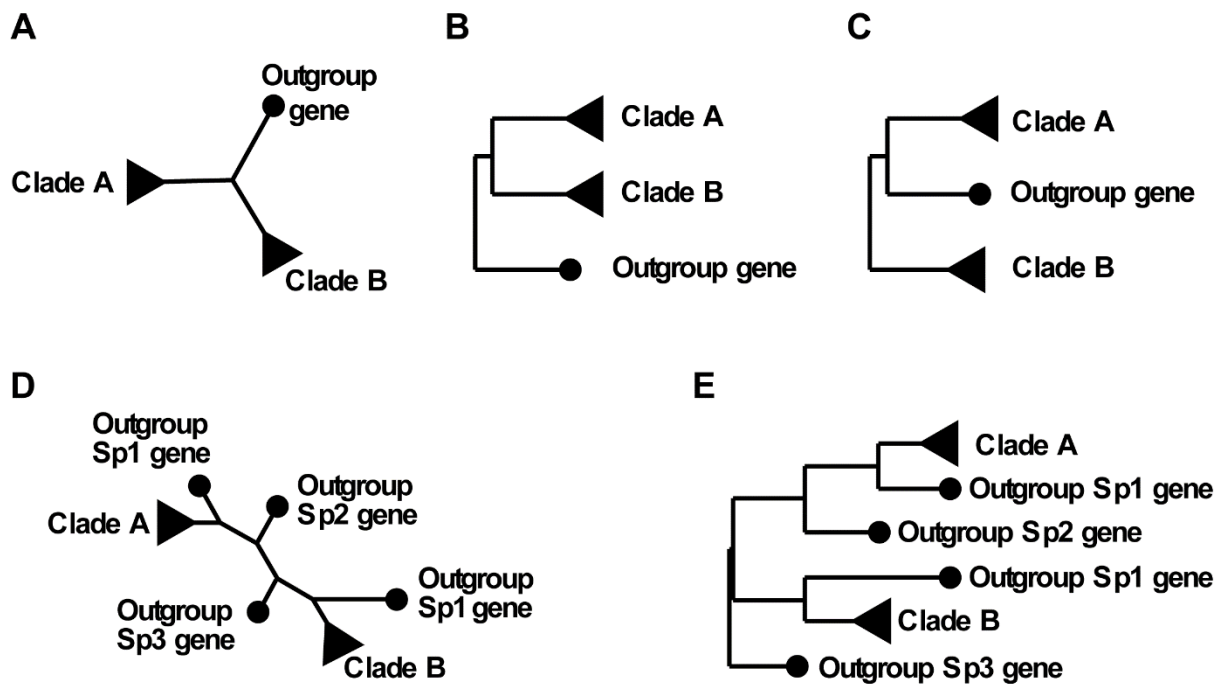 A
Outgroup
gene
Clade A
Clade B
B
Clade A
Clade B
Outgroup gene
C
Clade A
Outgroup gene
Clade B
D
Outgroup
Sp1 gene
Clade A
Outgroup
Sp2 gene
Outgroup
Sp1 gene
Outgroup
Sp3 gene
Clade B
E
Clade A
Outgroup Sp1 gene
Outgroup Sp2 gene
Outgroup Sp1 gene
Clade B
Outgroup Sp3 gene